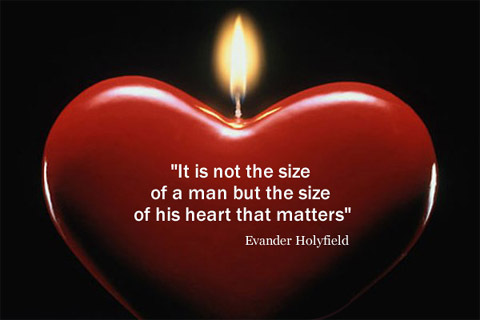 "It is not the size
of a man but the size
of his heart that matters"
Evander Holyfield